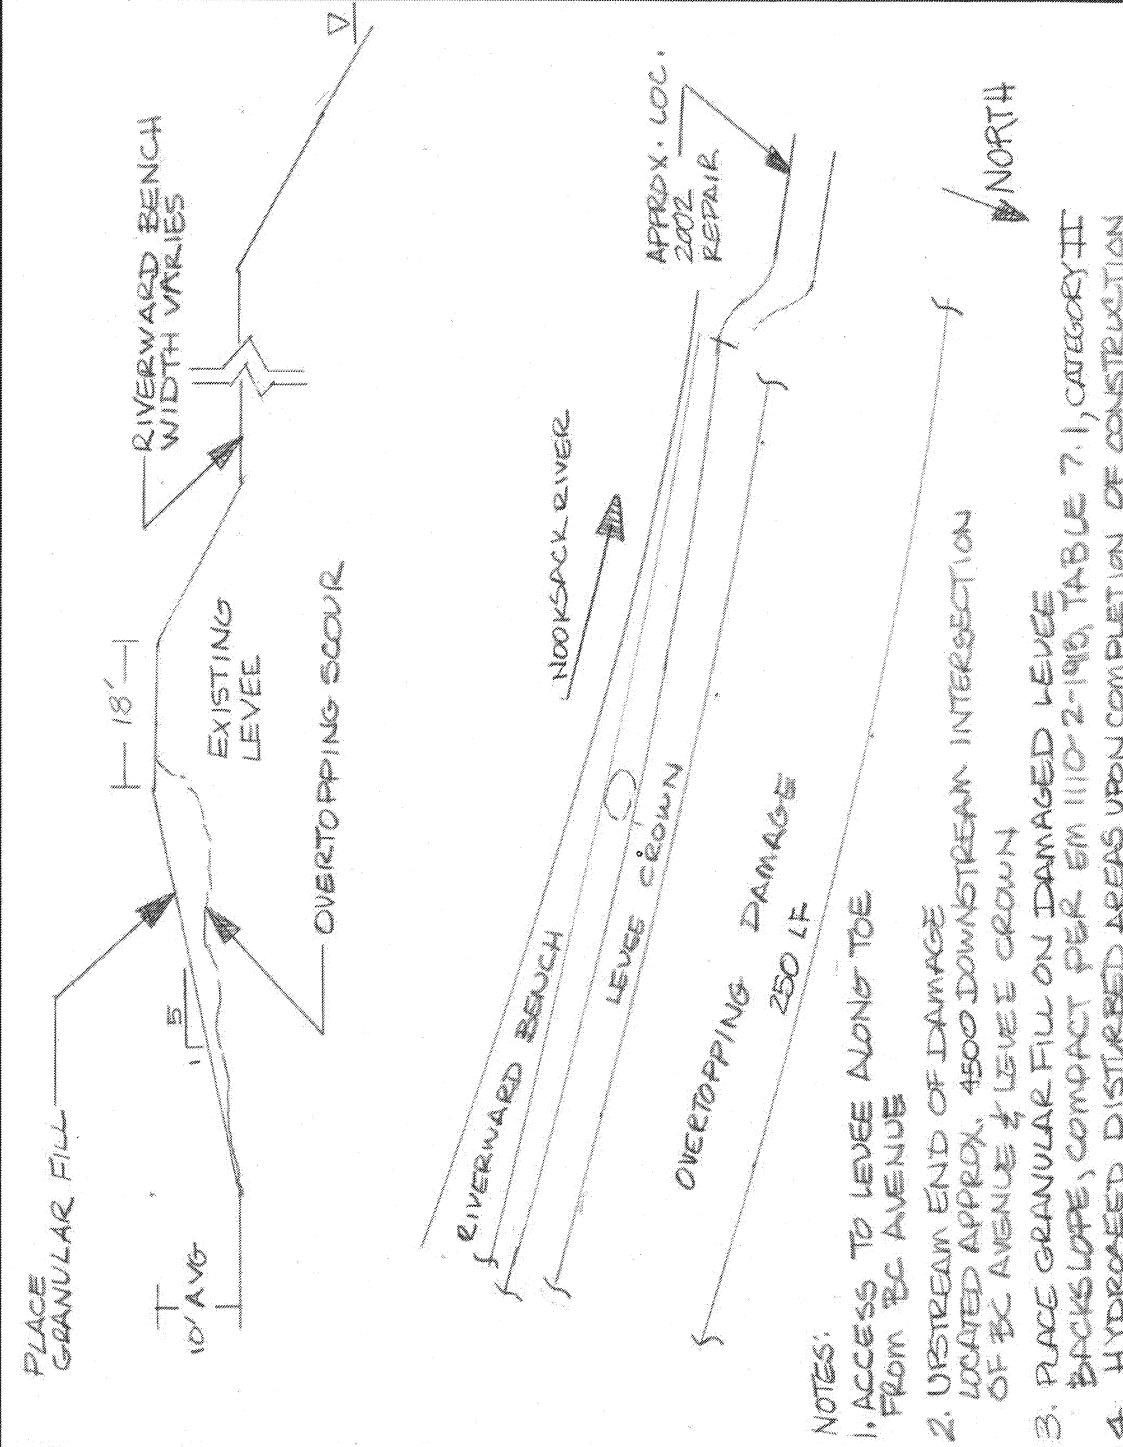 PLACE
GRANULAR FILL
10' AVG
1
5
18'
EXISTING
LEVEE
OVERTOPPING SCOUR
RIVERWARD BENCH
WIDTH VARIES
NOOKSACK RIVER
APPROX. LOC.
2002
REPAIR
RIVERWARD BENCH
LEVEE CROWN
OVERTOPPING DAMAGE
250 LF
NORTH
NOTES:
1. ACCESS TO LEVEE ALONG TOE
FROM BC AVENUE
2. UPSTREAM END OF DAMAGE
LOCATED APPROX. 4500 DOWNSTREAM INTERSECTION
OF BC AVENUE & LEVEE CROWN
3. PLACE GRANULAR FILL ON DAMAGED LEVEE
BACKSLOPE, COMPACT PER EM 1110-2-1913, TABLE 7.1, CATEGORY II
4. HYDROSEED DISTURBED AREAS UPON COMPLETION OF CONSTRUCTION